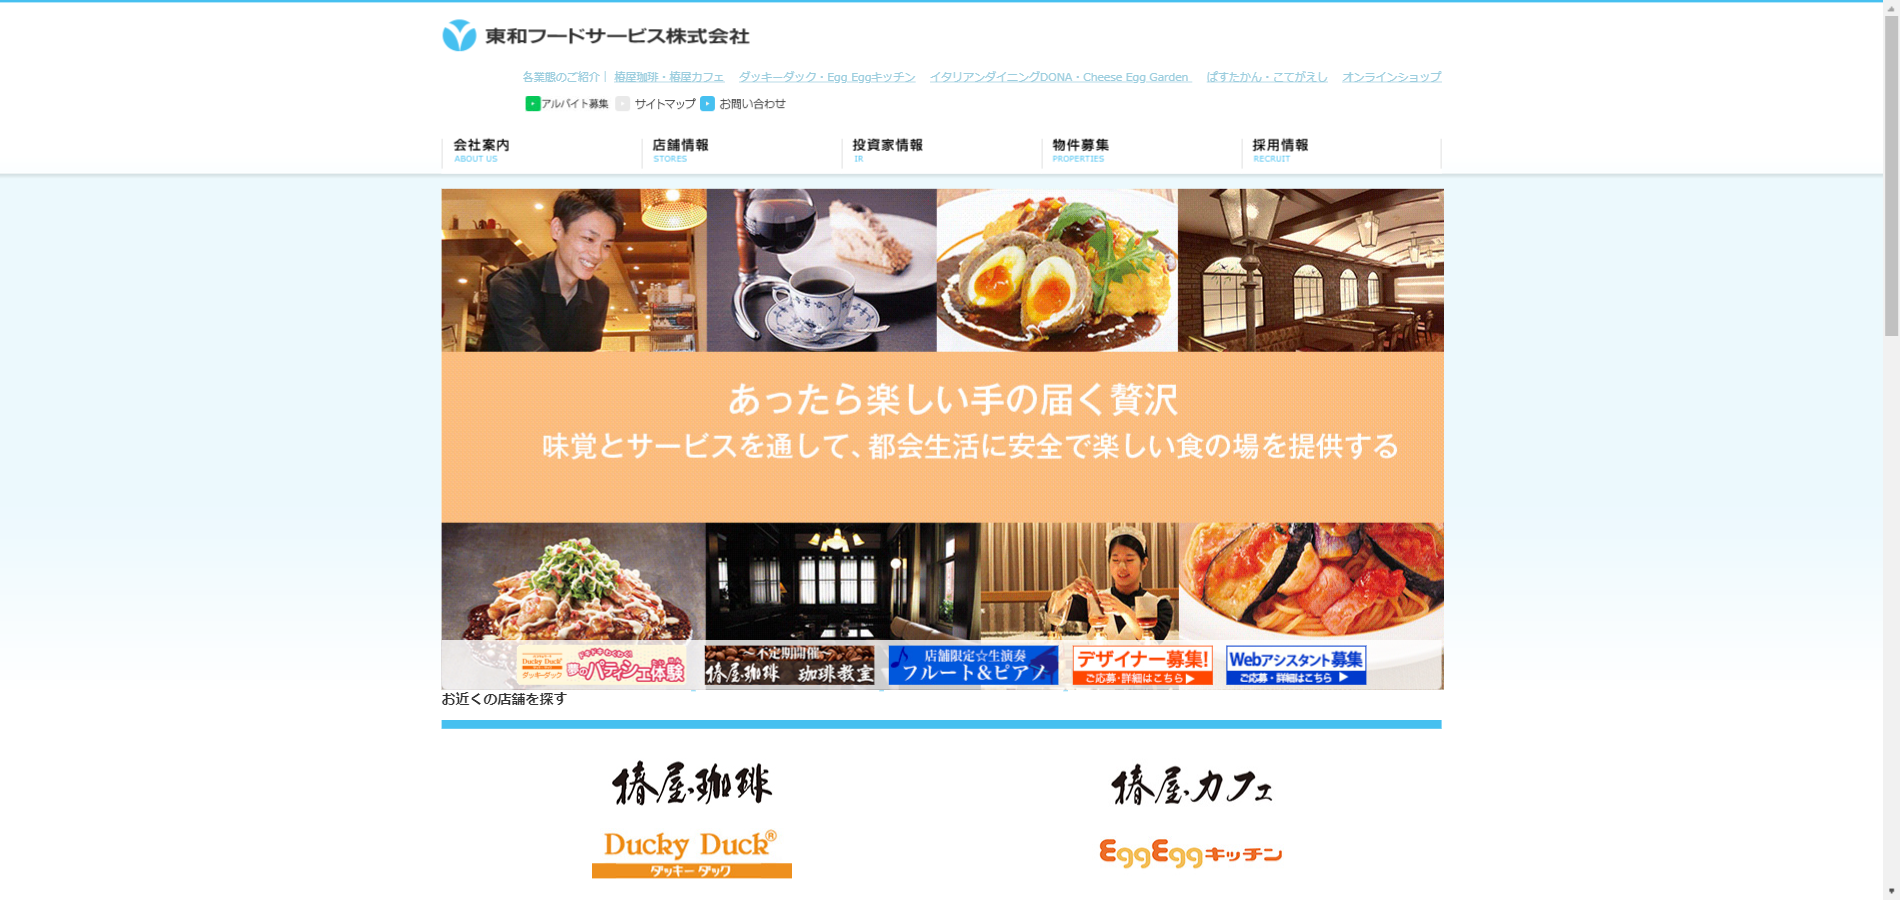 東和フードサービス株式会社
各業態のご紹介｜ 椿屋珈琲・椿屋カフェ ダッキーダック・Egg Eggキッチン イタリアンダイニングDONA・Cheese Egg Garden ぱすたかん・こてがえし オンラインショップ
アルバイト募集 サイトマップ お問い合わせ
会社案内 店舗情報 投資家情報 物件募集 採用情報
ABOUT US STORES IR PROPERTIES RECRUIT
あったら楽しい手の届く贅沢
味覚とサービスを通して、都会生活に安全で楽しい食の場を提供する
ドキドキわくわく!
Ducky Duck
ダッキーダック
夢のパティシエ体験
～不定期開催～
椿屋珈琲 珈琲教室
店舗限定☆生演奏
フルート&ピアノ
デザイナー募集!
ご応募・詳細はこちら▶
Webアシスタント募集
ご応募・詳細はこちら ▶
お近くの店舗を探す
椿屋珈琲 椿屋カフェ
Ducky Duck®
ダッキーダック
EggEggキッチン